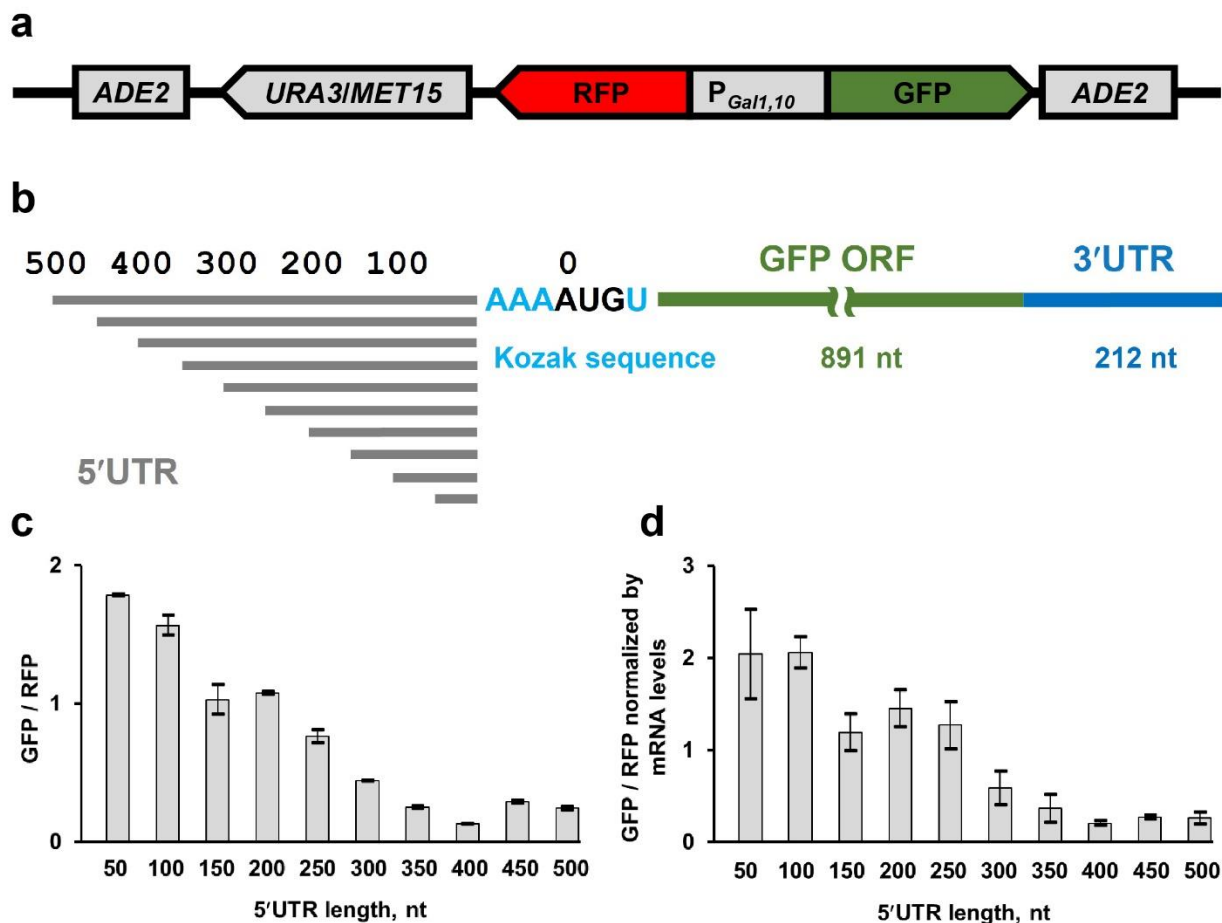 a
ADE2
URA3/MET15
RFP
PGal1,10
GFP
ADE2
b
500 400 300 200 100 0
GFP ORF
3′UTR
AAAAUGU
Kozak sequence
891 nt
212 nt
5′UTR
c
GFP / RFP
2
1
0
50 100 150 200 250 300 350 400 450 500
5′UTR length, nt
d
GFP / RFP normalized by
mRNA levels
3
2
1
0
50 100 150 200 250 300 350 400 450 500
5′UTR length, nt